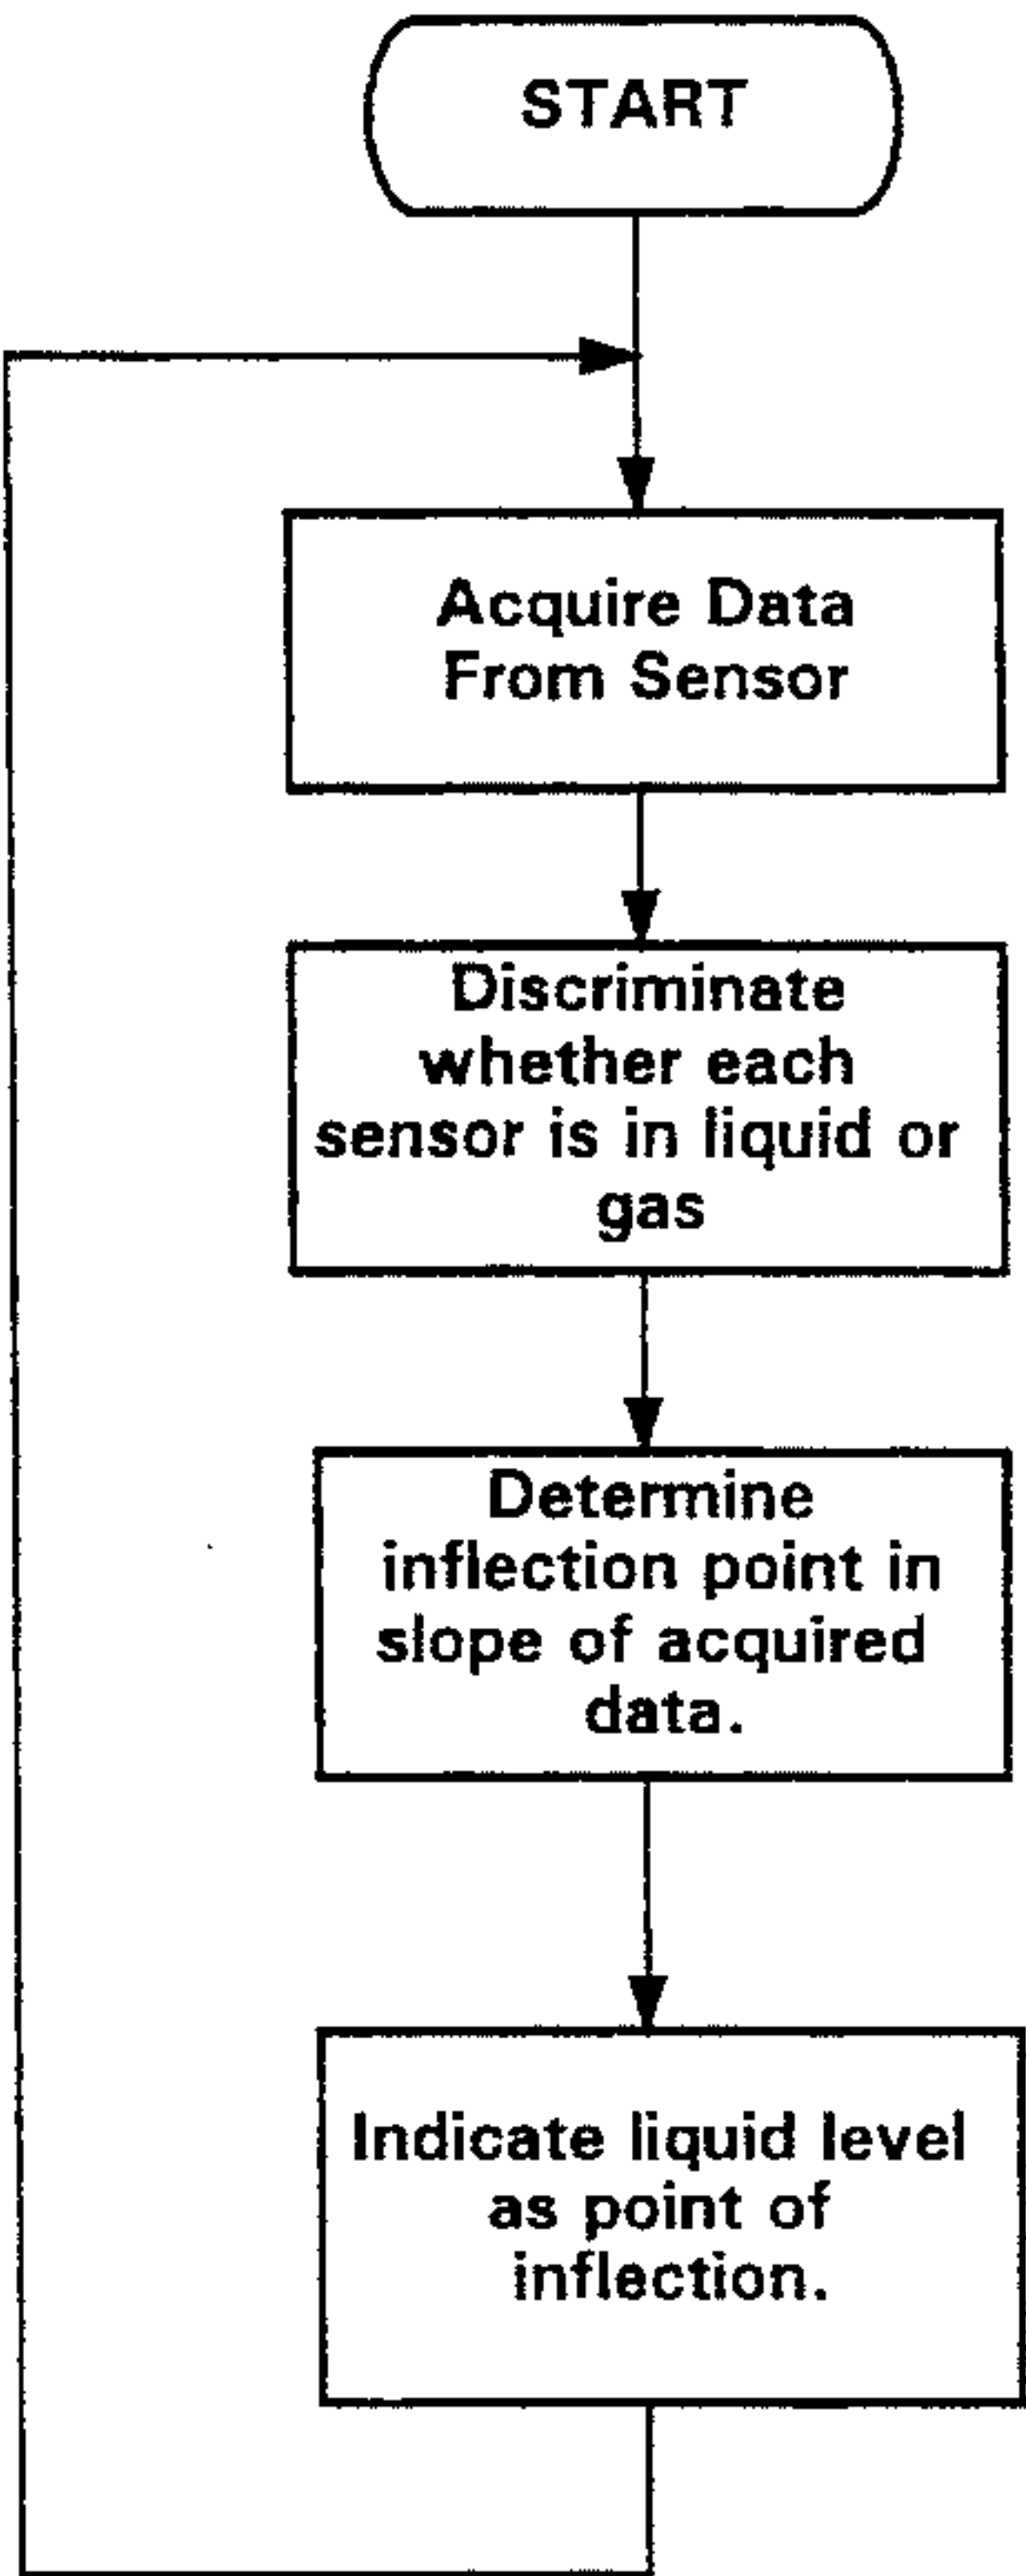 START
Acquire Data
From Sensor
Discriminate
whether each
sensor is in liquid or
gas
Determine
inflection point in
slope of acquired
data.
Indicate liquid level
as point of
inflection.